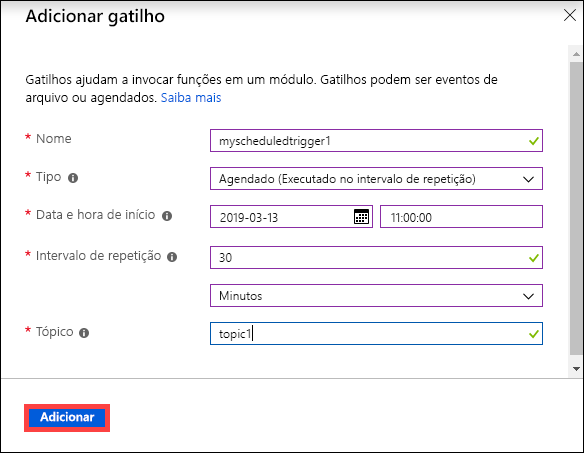 Adicionar gatilho
Gatilhos ajudam a invocar funções em um módulo. Gatilhos podem ser eventos de
arquivo ou agendados. Saiba mais
* Nome
myscheduledtrigger1
* Tipo
Agendado (Executado no intervalo de repetição)
* Data e hora de início
2019-03-13
11:00:00
* Intervalo de repetição
30
Minutos
* Tópico
topic1
Adicionar